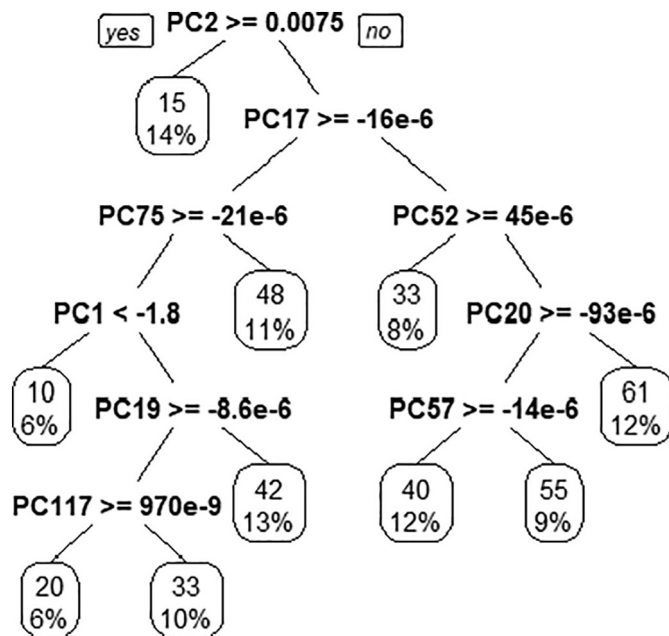 yes PC2 >= 0.0075 no
15
14%
PC17 >= -16e-6
PC75 >= -21e-6
PC52 >= 45e-6
48
11%
33
8%
PC1 < -1.8
PC20 >= -93e-6
10
6%
PC19 >= -8.6e-6
PC57 >= -14e-6
61
12%
42
13%
40
12%
55
9%
PC117 >= 970e-9
20
6%
33
10%